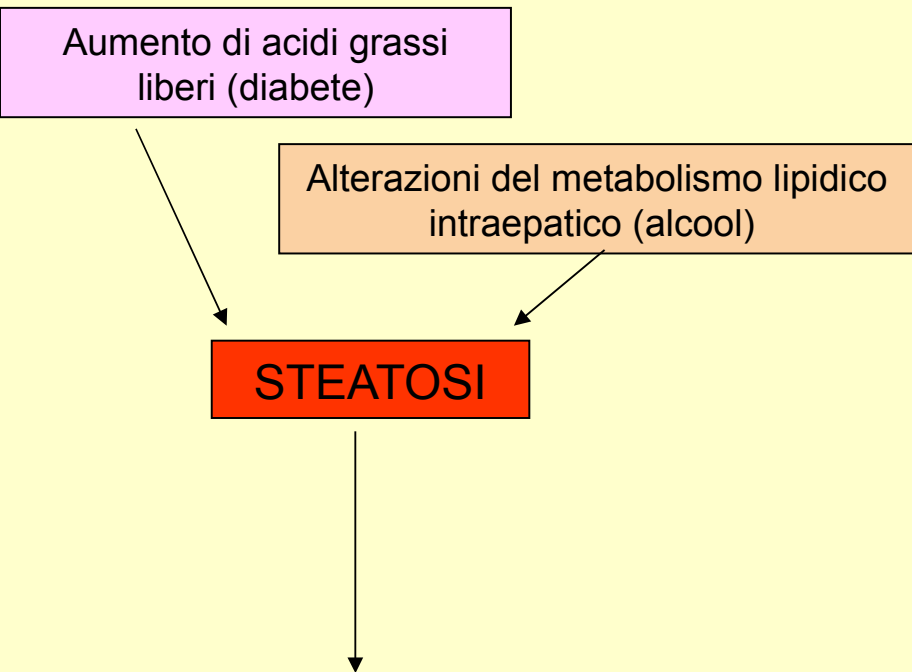 Aumento di acidi grassi
liberi (diabete)
Alterazioni del metabolismo lipidico
intraepatico (alcool)
STEATOSI